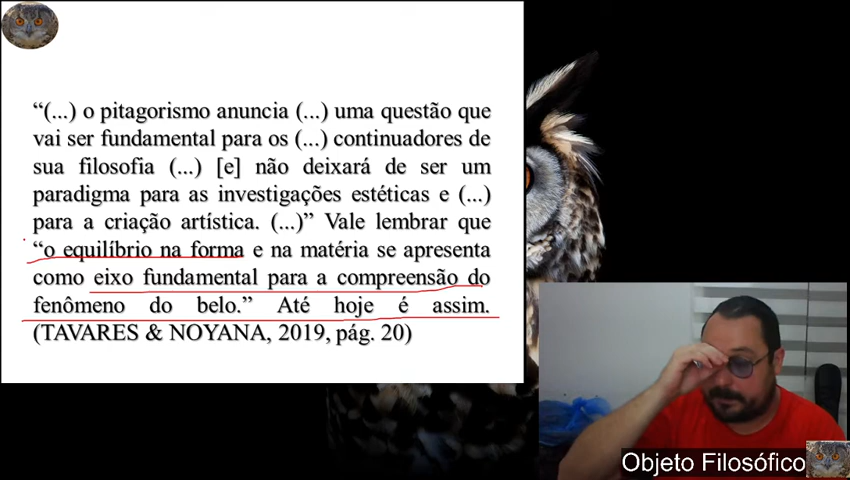 “(...) o pitagorismo anuncia (...) uma questão que
vai ser fundamental para os (...) continuadores de
sua filosofia (...) [e] não deixará de ser um
paradigma para as investigações estéticas e (...)
para a criação artística. (...)” Vale lembrar que
“o equilíbrio na forma e na matéria se apresenta
como eixo fundamental para a compreensão do
fenômeno do belo.” Até hoje é assim.
(TAVARES & NOYANA, 2019, pág. 20)
Objeto Filosófico